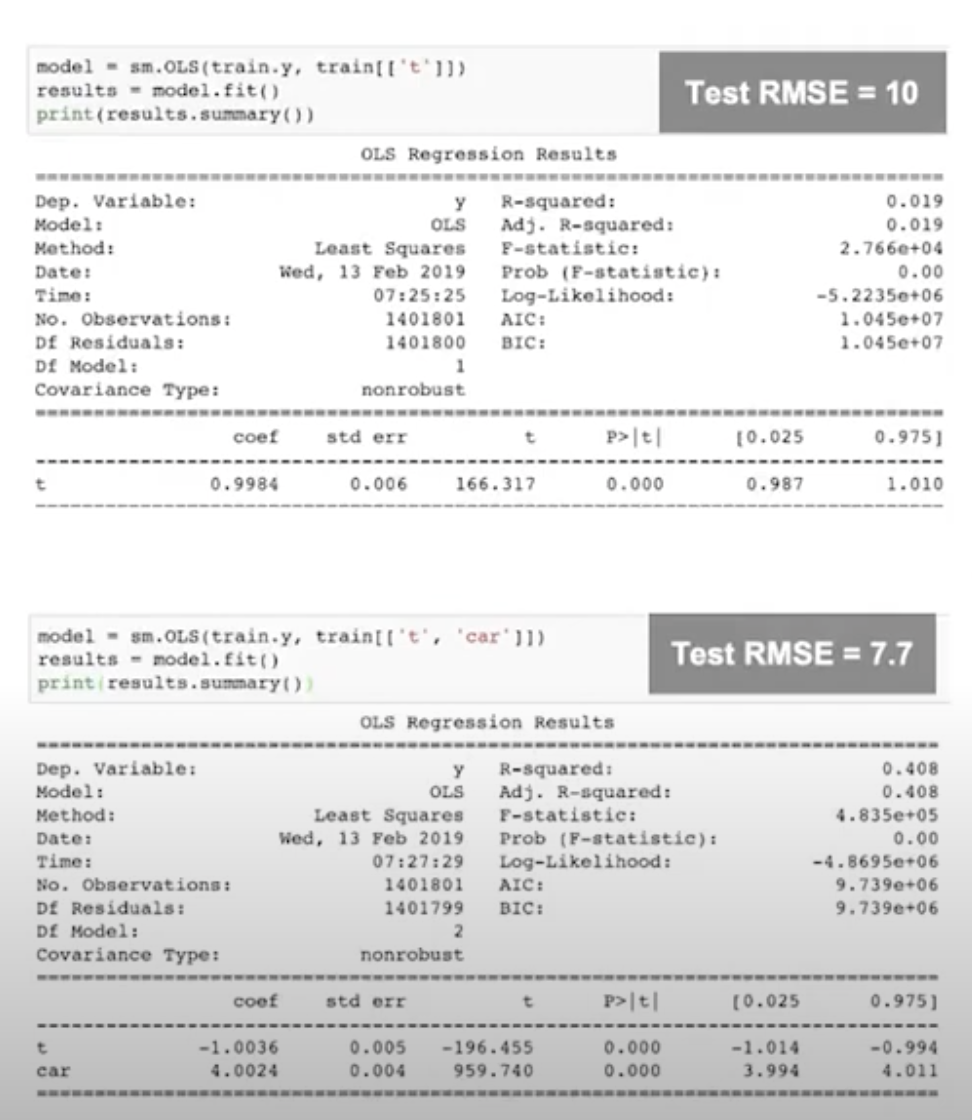 model = sm.OLS(train.y, train[['t']])
results = model.fit()
print(results.summary())
Test RMSE = 10
OLS Regression Results
==============================================================================
Dep. Variable: y R-squared: 0.019
Model: OLS Adj. R-squared: 0.019
Method: Least Squares F-statistic: 2.766e+04
Date: Wed, 13 Feb 2019 Prob (F-statistic): 0.00
Time: 07:25:25 Log-Likelihood: -5.2235e+06
No. Observations: 1401801 AIC: 1.045e+07
Df Residuals: 1401800 BIC: 1.045e+07
Df Model: 1
Covariance Type: nonrobust
==============================================================================
coef std err t P>|t| [0.025 0.975]
------------------------------------------------------------------------------
t 0.9984 0.006 166.317 0.000 0.987 1.010
==============================================================================
model = sm.OLS(train.y, train[['t', 'car']])
results = model.fit()
print(results.summary())
Test RMSE = 7.7
OLS Regression Results
==============================================================================
Dep. Variable: y R-squared: 0.408
Model: OLS Adj. R-squared: 0.408
Method: Least Squares F-statistic: 4.835e+05
Date: Wed, 13 Feb 2019 Prob (F-statistic): 0.00
Time: 07:27:29 Log-Likelihood: -4.8695e+06
No. Observations: 1401801 AIC: 9.739e+06
Df Residuals: 1401799 BIC: 9.739e+06
Df Model: 2
Covariance Type: nonrobust
==============================================================================
coef std err t P>|t| [0.025 0.975]
------------------------------------------------------------------------------
t -1.0036 0.005 -196.455 0.000 -1.014 -0.994
car 4.0024 0.004 959.740 0.000 3.994 4.011
==============================================================================